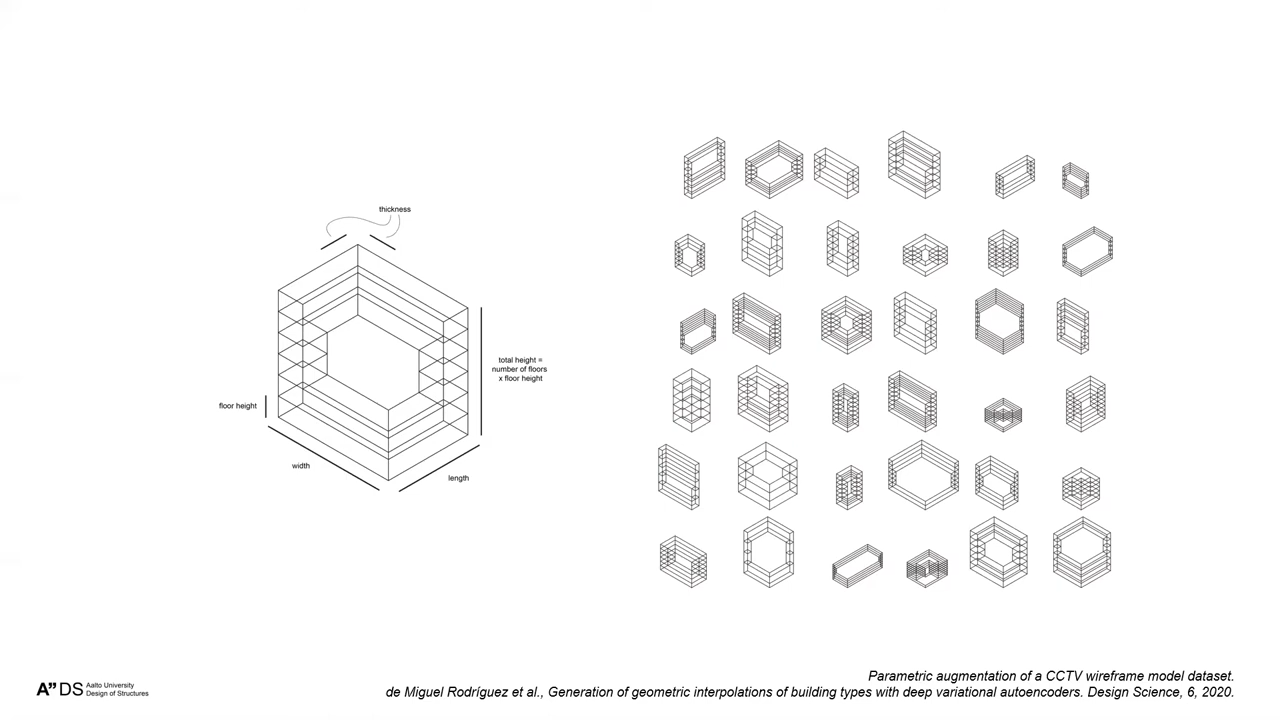 thickness
total height =
number of floors
x floor height
floor height
width
length
Parametric augmentation of a CCTV wireframe model dataset.
de Miguel Rodríguez et al., Generation of geometric interpolations of building types with deep variational autoencoders. Design Science, 6, 2020.
A” DS Aalto University
Design of Structures